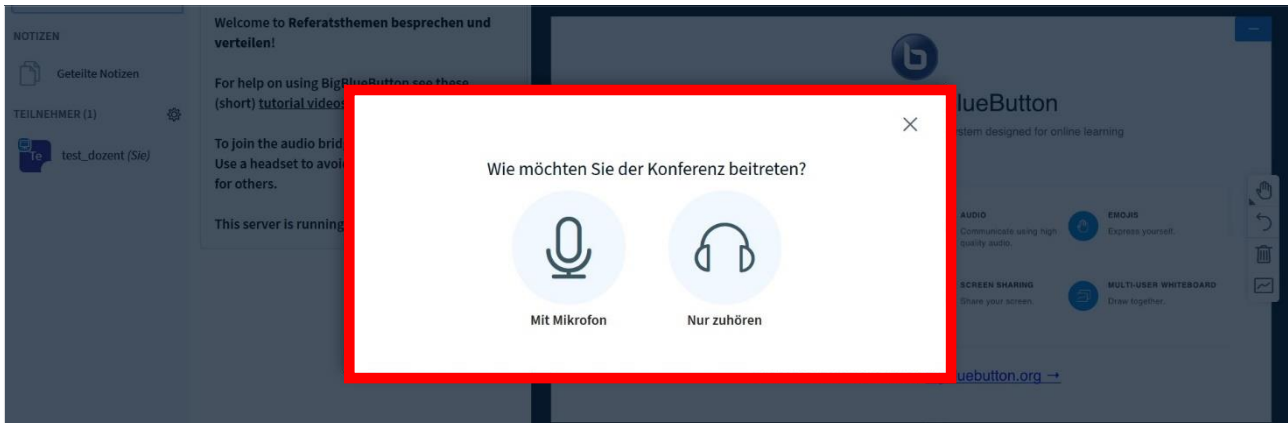 NOTIZEN
Geteilte Notizen
TEILNEHMER (1)
Te
test_dozent (Sie)
Welcome to Referatsthemen besprechen und
verteilen!
For help on using BigBlueButton see these
(short) tutorial videos
To join the audio brid
Use a headset to avoi
for others.
This server is running
Wie möchten Sie der Konferenz beitreten?
Mit Mikrofon
Nur zuhören
b
lueButton
stem designed for online learning
AUDIO
Communicate using high
quality audio.
EMOJIS
Express yourself.
SCREEN SHARING
Share your screen.
MULTI-USER WHITEBOARD
Draw together.
uebutton.org →